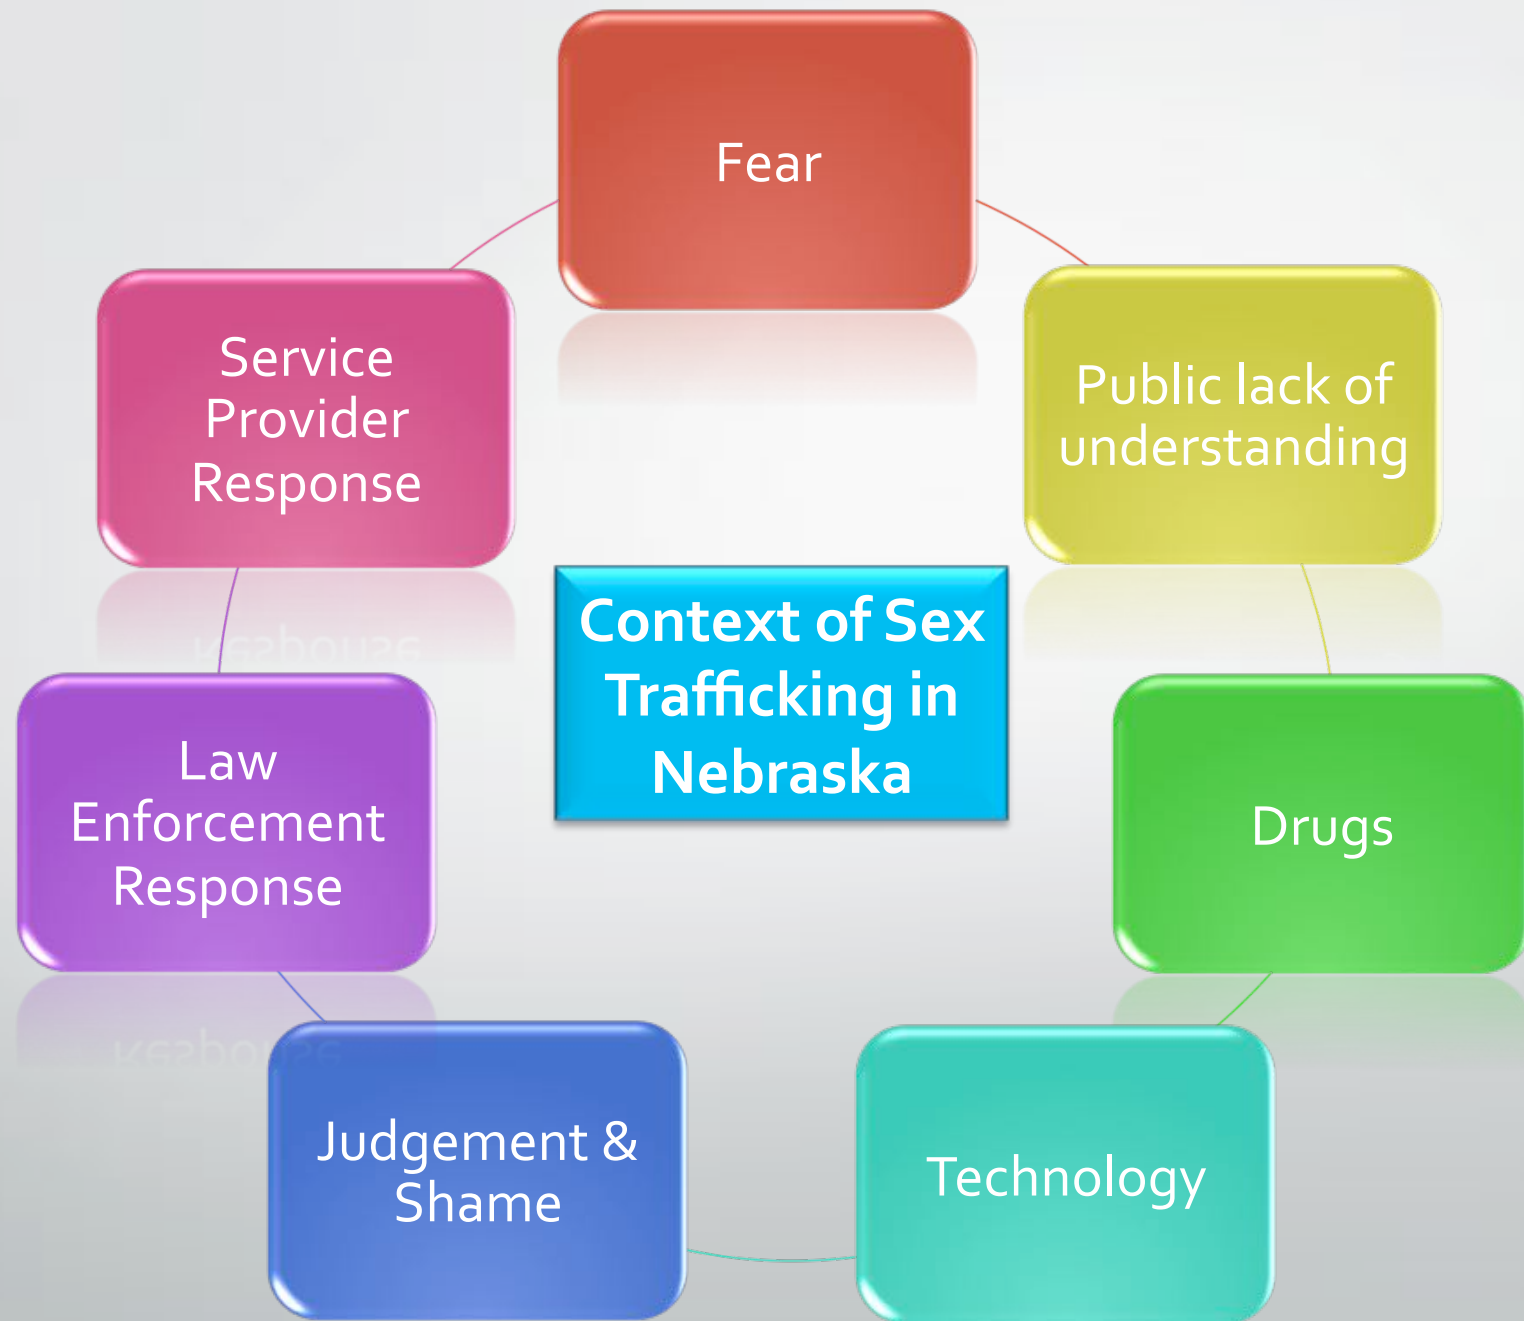 Fear
Public lack of
understanding
Drugs
Technology
Judgement &
Shame
Law
Enforcement
Response
Service
Provider
Response
Context of Sex
Trafficking in
Nebraska